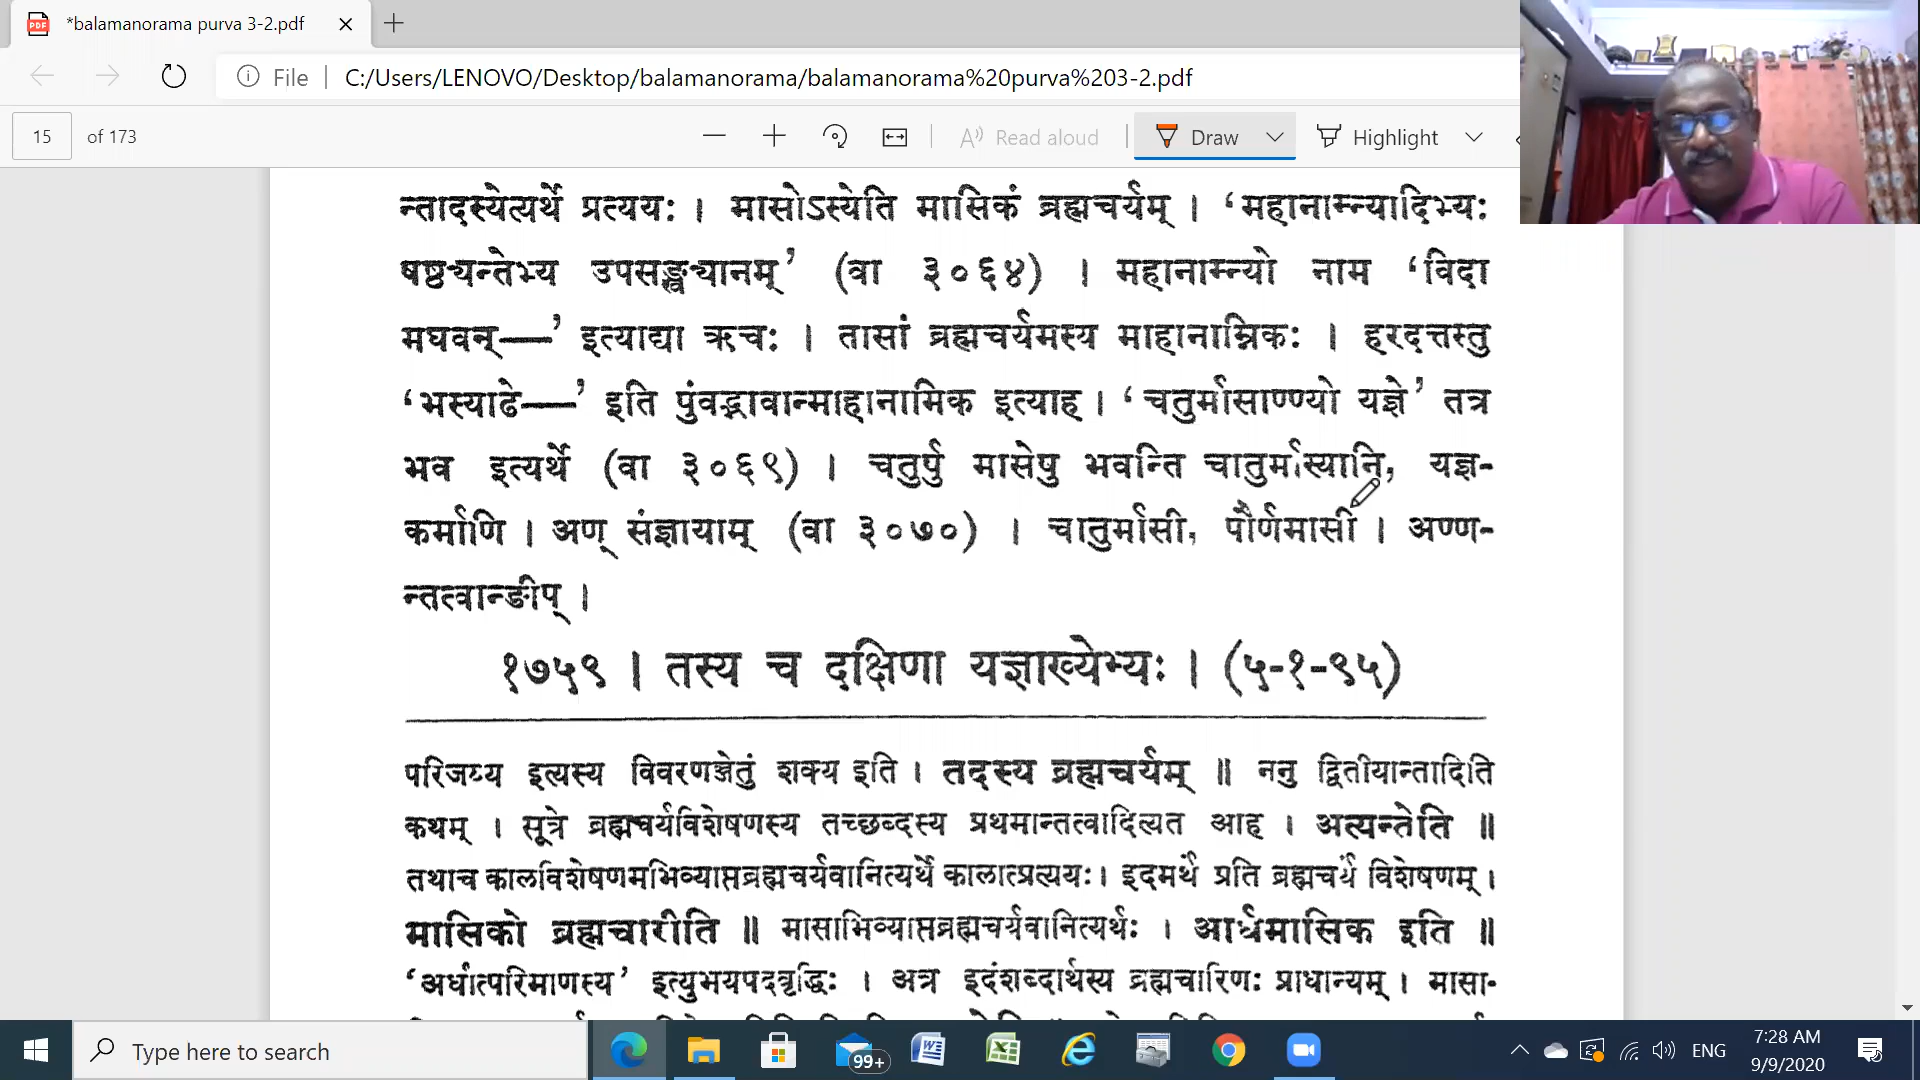 *balamanorama purva 3-2.pdf
File | C:/Users/LENOVO/Desktop/balamanorama/balamanorama%20purva%203-2.pdf
15 of 173 Read aloud Draw Highlight
न्तादस्येत्यर्थे प्रत्ययः । मासोऽस्येति मासिकं ब्रह्मचर्यम् । ‘महानाम्न्यादिभ्यः
षष्ठ्यन्तेभ्य उपसङ्ख्यानम्’ (वा ३०६४) । महानाम्न्यो नाम ‘विदा
मघवन्—’ इत्याद्या ऋचः । तासां ब्रह्मचर्यमस्य माहानाम्निकः । हरदत्तस्तु
‘भस्याढे—’ इति पुंवद्भावान्माहानामिक इत्याह । ‘चतुर्मासाण्ण्यो यज्ञे’ तत्र
भव इत्यर्थे (वा ३०६९) । चतुर्षु मासेषु भवन्ति चातुर्मास्यानि, यज्ञ-
कर्माणि । अण् संज्ञायाम् (वा ३०७०) । चातुर्मासी, पौर्णमासी । अण्ण-
न्तत्वान्ङीप् ।
१७५९ । तस्य च दक्षिणा यज्ञाख्येभ्यः । (५-१-९५)
परिजय्य इत्यस्य विवरणञ्जेतुं शक्य इति । तदस्य ब्रह्मचर्यम् ॥ ननु द्वितीयान्तादिति
कथम् । सूत्रे ब्रह्मचर्यविशेषणस्य तच्छब्दस्य प्रथमान्तत्वादित्यत आह । अत्यन्तेति ॥
तथाच कालविशेषणमभिव्याप्तब्रह्मचर्यवानित्यर्थे कालात्प्रत्ययः । इदमर्थं प्रति ब्रह्मचर्यं विशेषणम् ।
मासिको ब्रह्मचारीति ॥ मासाभिव्याप्तब्रह्मचर्यवानित्यर्थः । आर्धमासिक इति ॥
‘अर्धात्परिमाणस्य’ इत्युभयपदवृद्धिः । अत्र इदंशब्दार्थस्य ब्रह्मचारिणः प्राधान्यम् । मासा-
Type here to search 99+ ENG 7:28 AM
9/9/2020